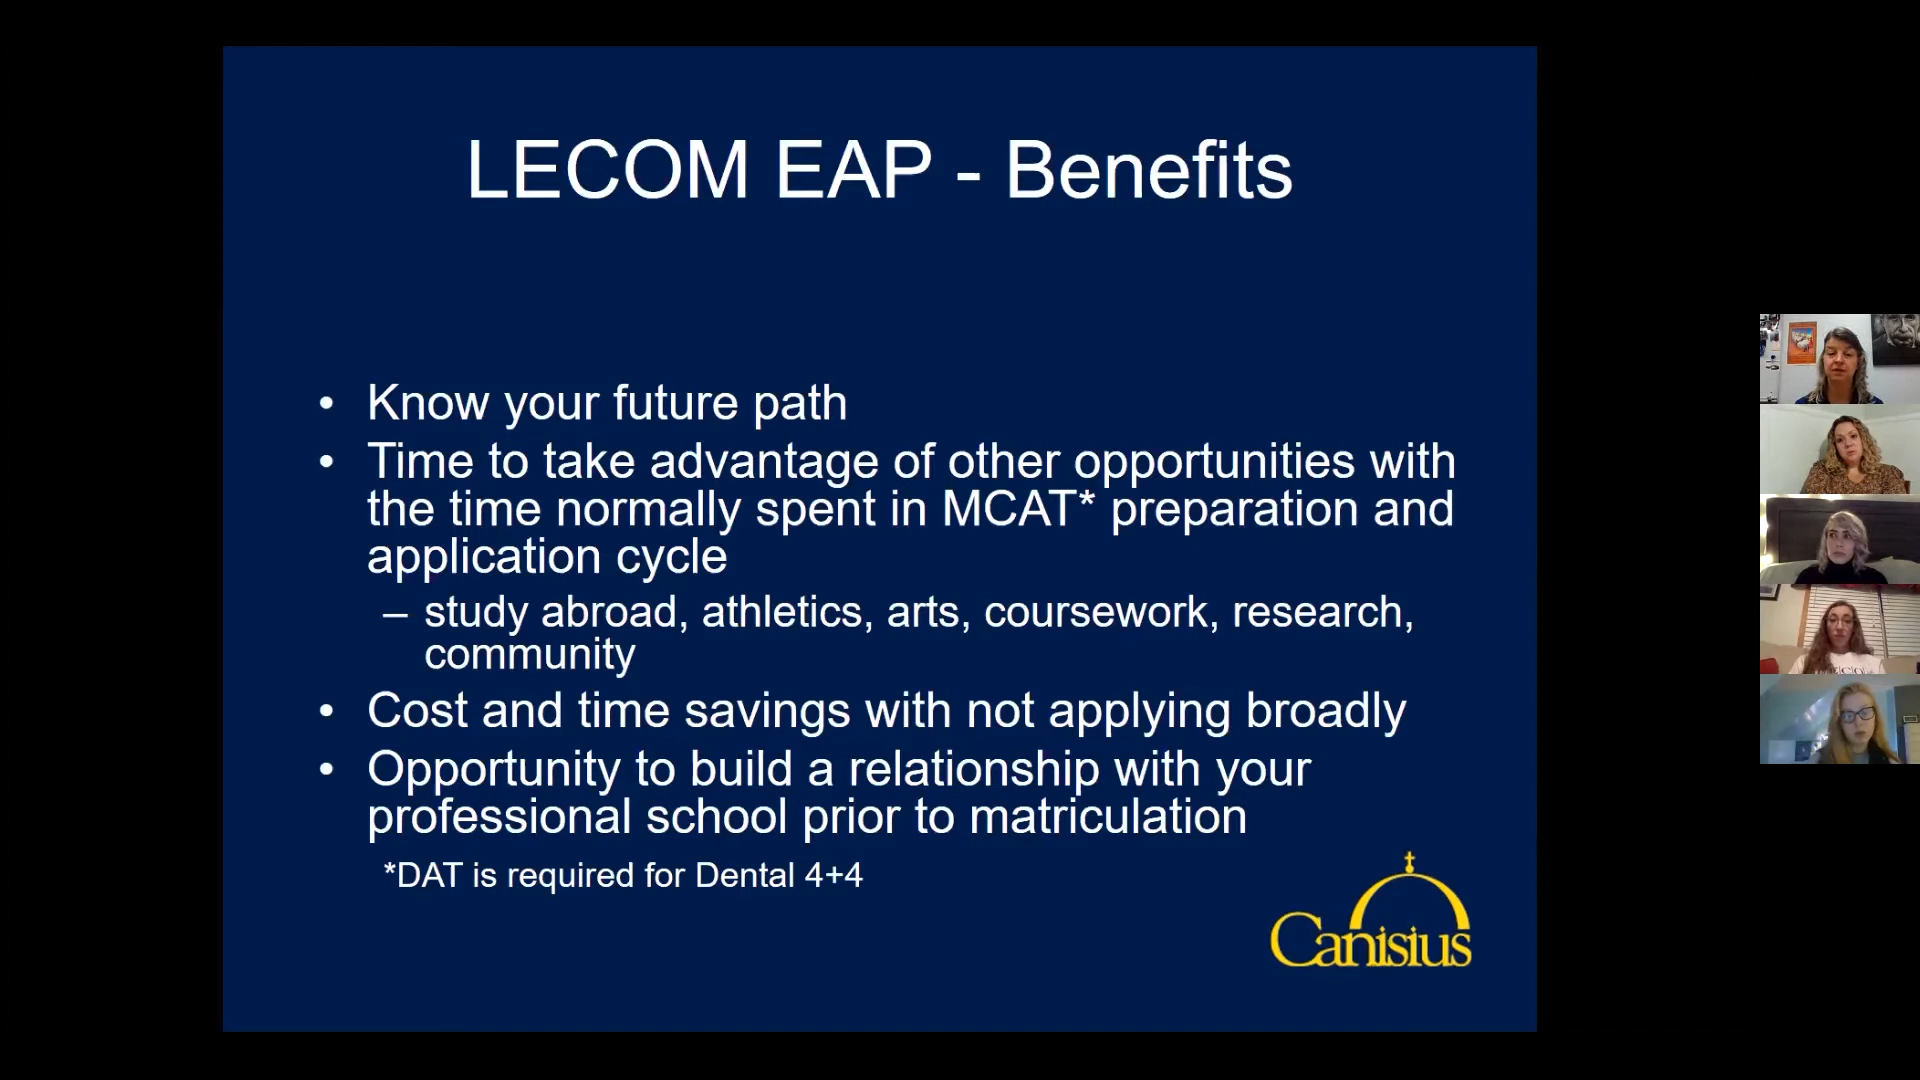 LECOM EAP - Benefits
• Know your future path
• Time to take advantage of other opportunities with
the time normally spent in MCAT* preparation and
application cycle
– study abroad, athletics, arts, coursework, research,
community
• Cost and time savings with not applying broadly
• Opportunity to build a relationship with your
professional school prior to matriculation
*DAT is required for Dental 4+4
Canisius